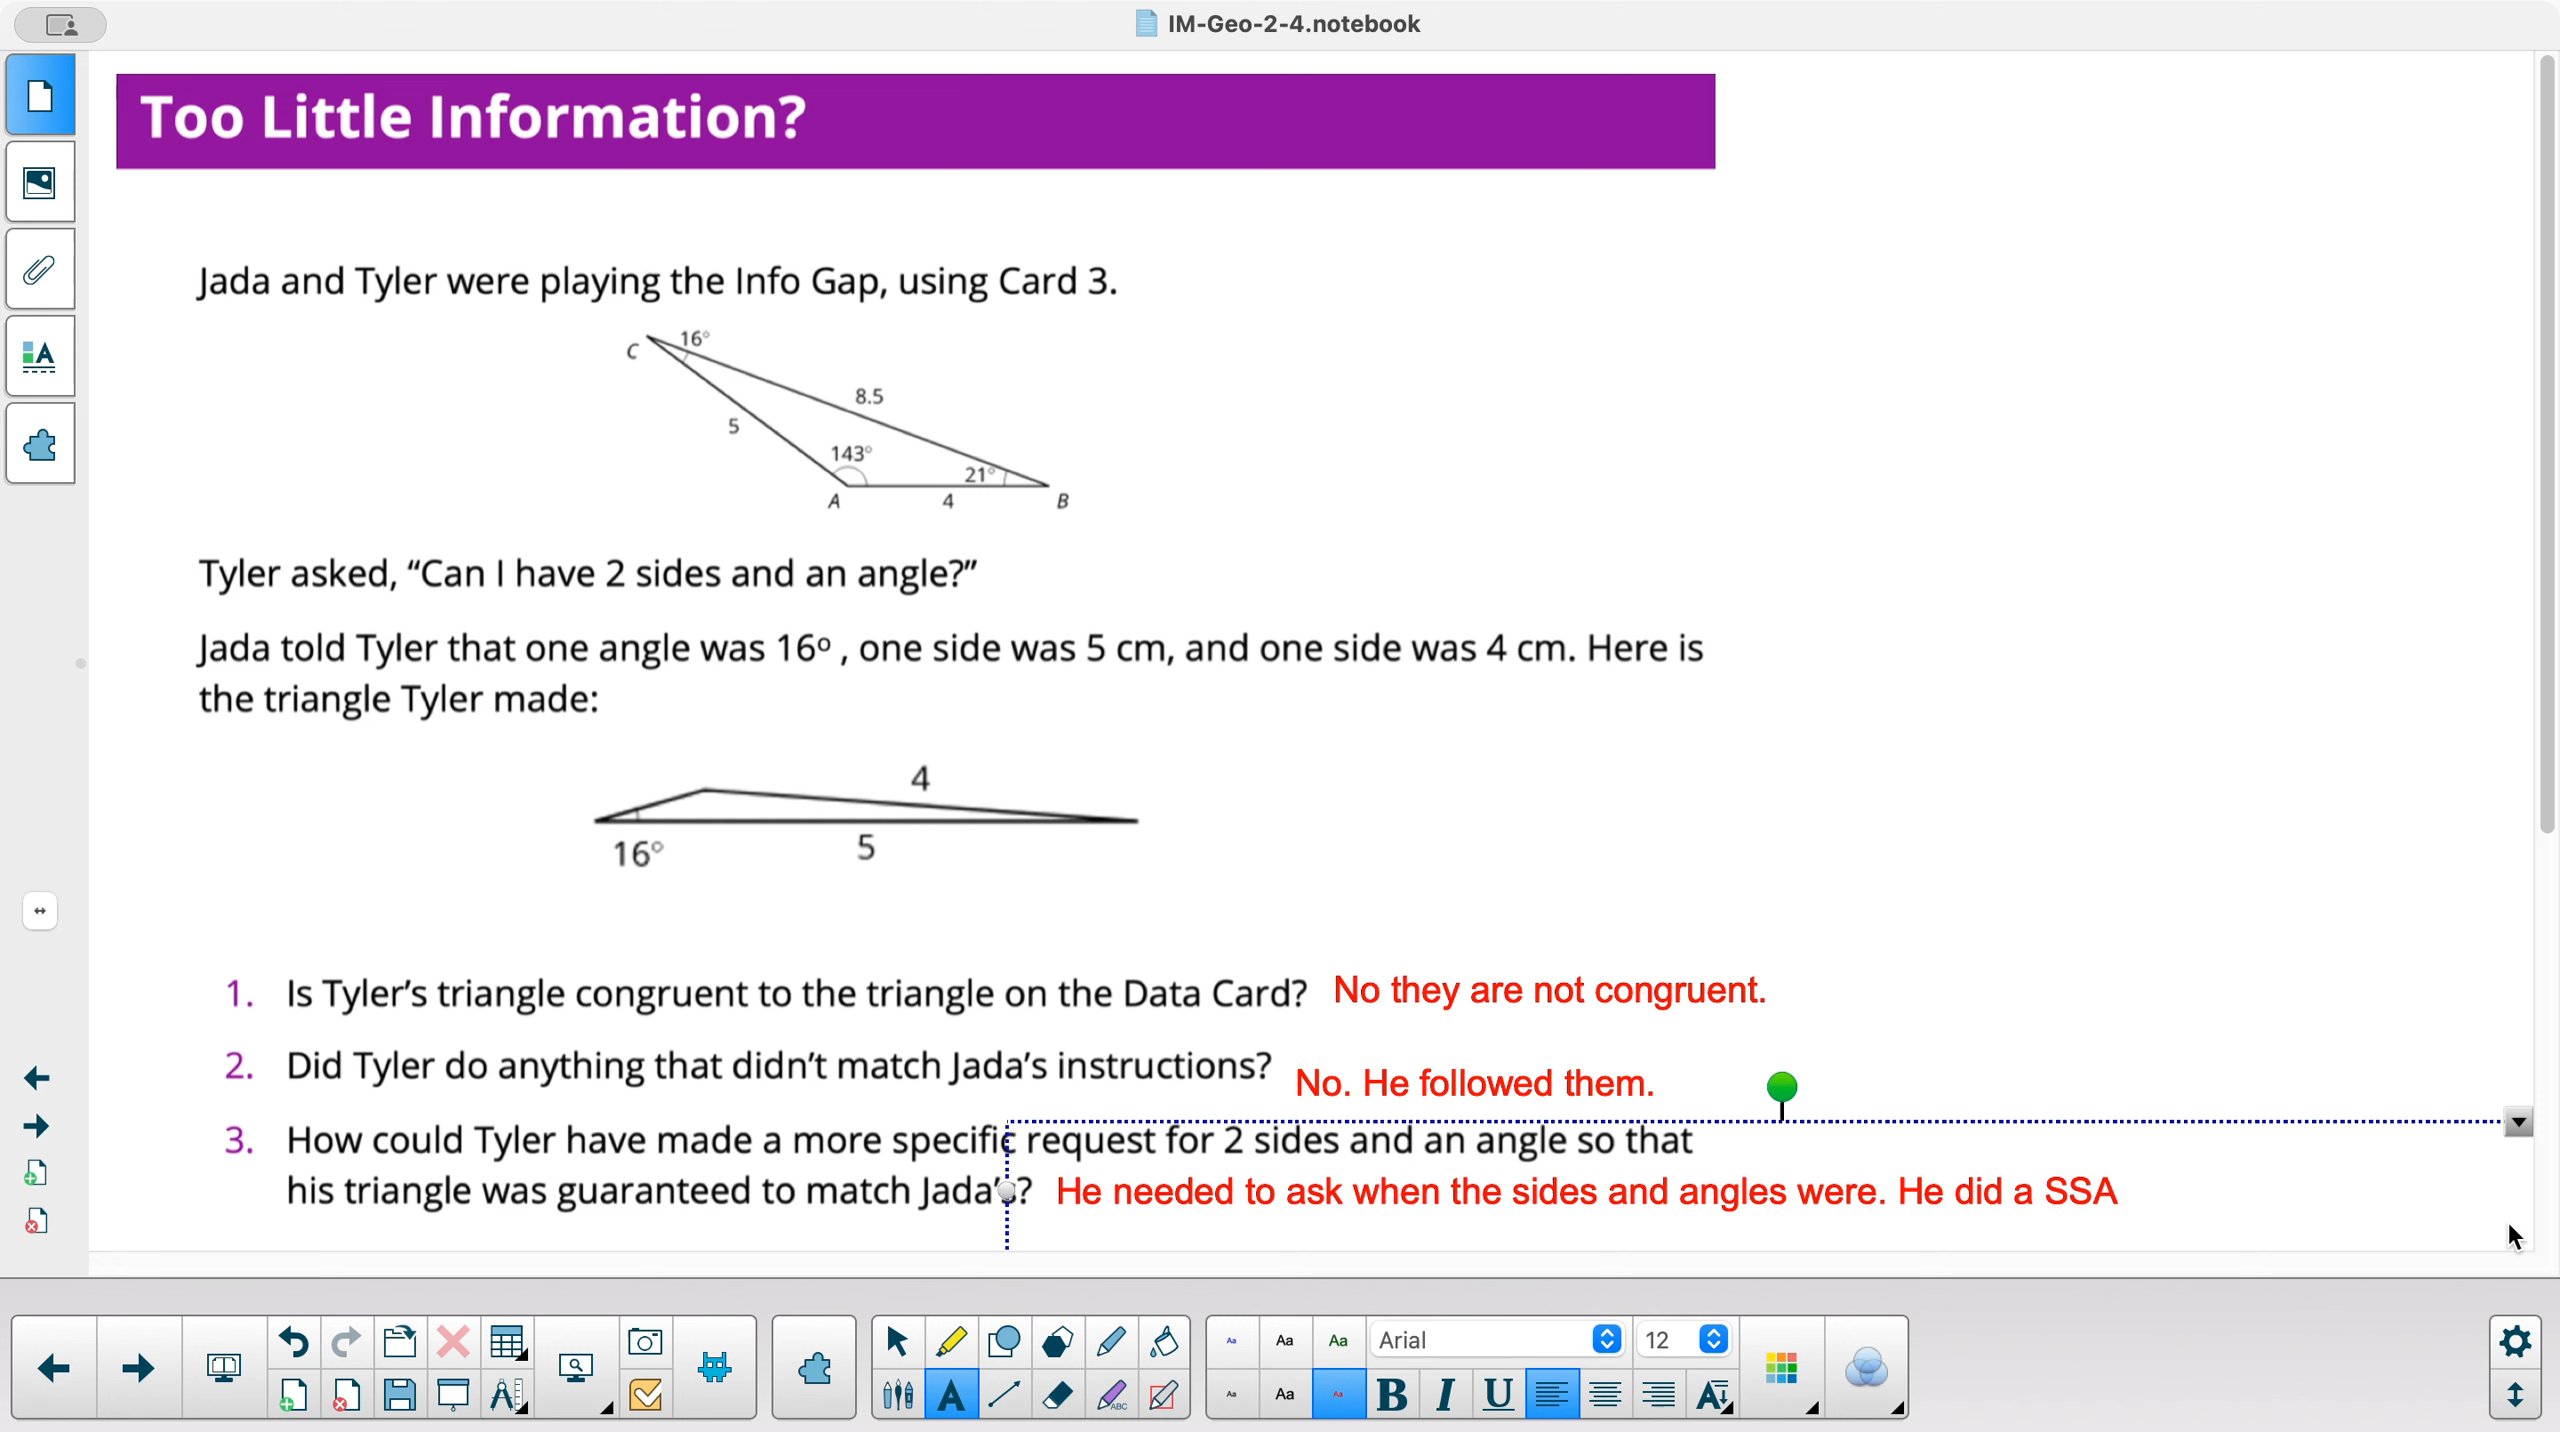 IM-Geo-2-4.notebook
Too Little Information?
Jada and Tyler were playing the Info Gap, using Card 3.
C
16°
8.5
5
143°
21°
A
4
B
Tyler asked, “Can I have 2 sides and an angle?”
Jada told Tyler that one angle was 16º , one side was 5 cm, and one side was 4 cm. Here is
the triangle Tyler made:
4
16°
5
1. Is Tyler’s triangle congruent to the triangle on the Data Card? No they are not congruent.
2. Did Tyler do anything that didn’t match Jada’s instructions? No. He followed them.
3. How could Tyler have made a more specific request for 2 sides and an angle so that
his triangle was guaranteed to match Jada’s? He needed to ask when the sides and angles were. He did a SSA
Aa Aa Aa Arial 12
A ABC Aa Aa Aa B I U A